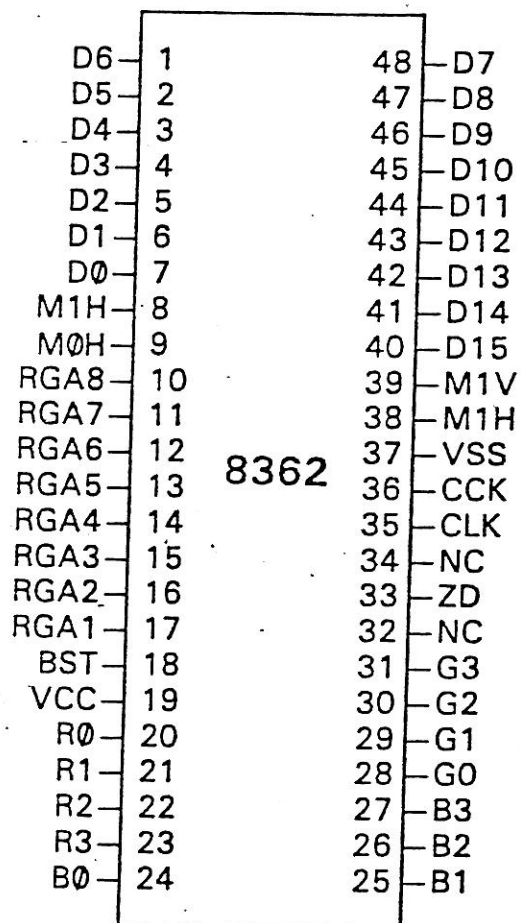 D6 1 48 D7
D5 2 47 D8
D4 3 46 D9
D3 4 45 D10
D2 5 44 D11
D1 6 43 D12
DØ 7 42 D13
M1H 8 41 D14
MØH 9 40 D15
RGA8 10 39 M1V
RGA7 11 38 M1H
RGA6 12 37 VSS
8362
RGA5 13 36 CCK
RGA4 14 35 CLK
RGA3 15 34 NC
RGA2 16 33 ZD
RGA1 17 32 NC
BST 18 31 G3
VCC 19 30 G2
RØ 20 29 G1
R1 21 28 G0
R2 22 27 B3
R3 23 26 B2
BØ 24 25 B1